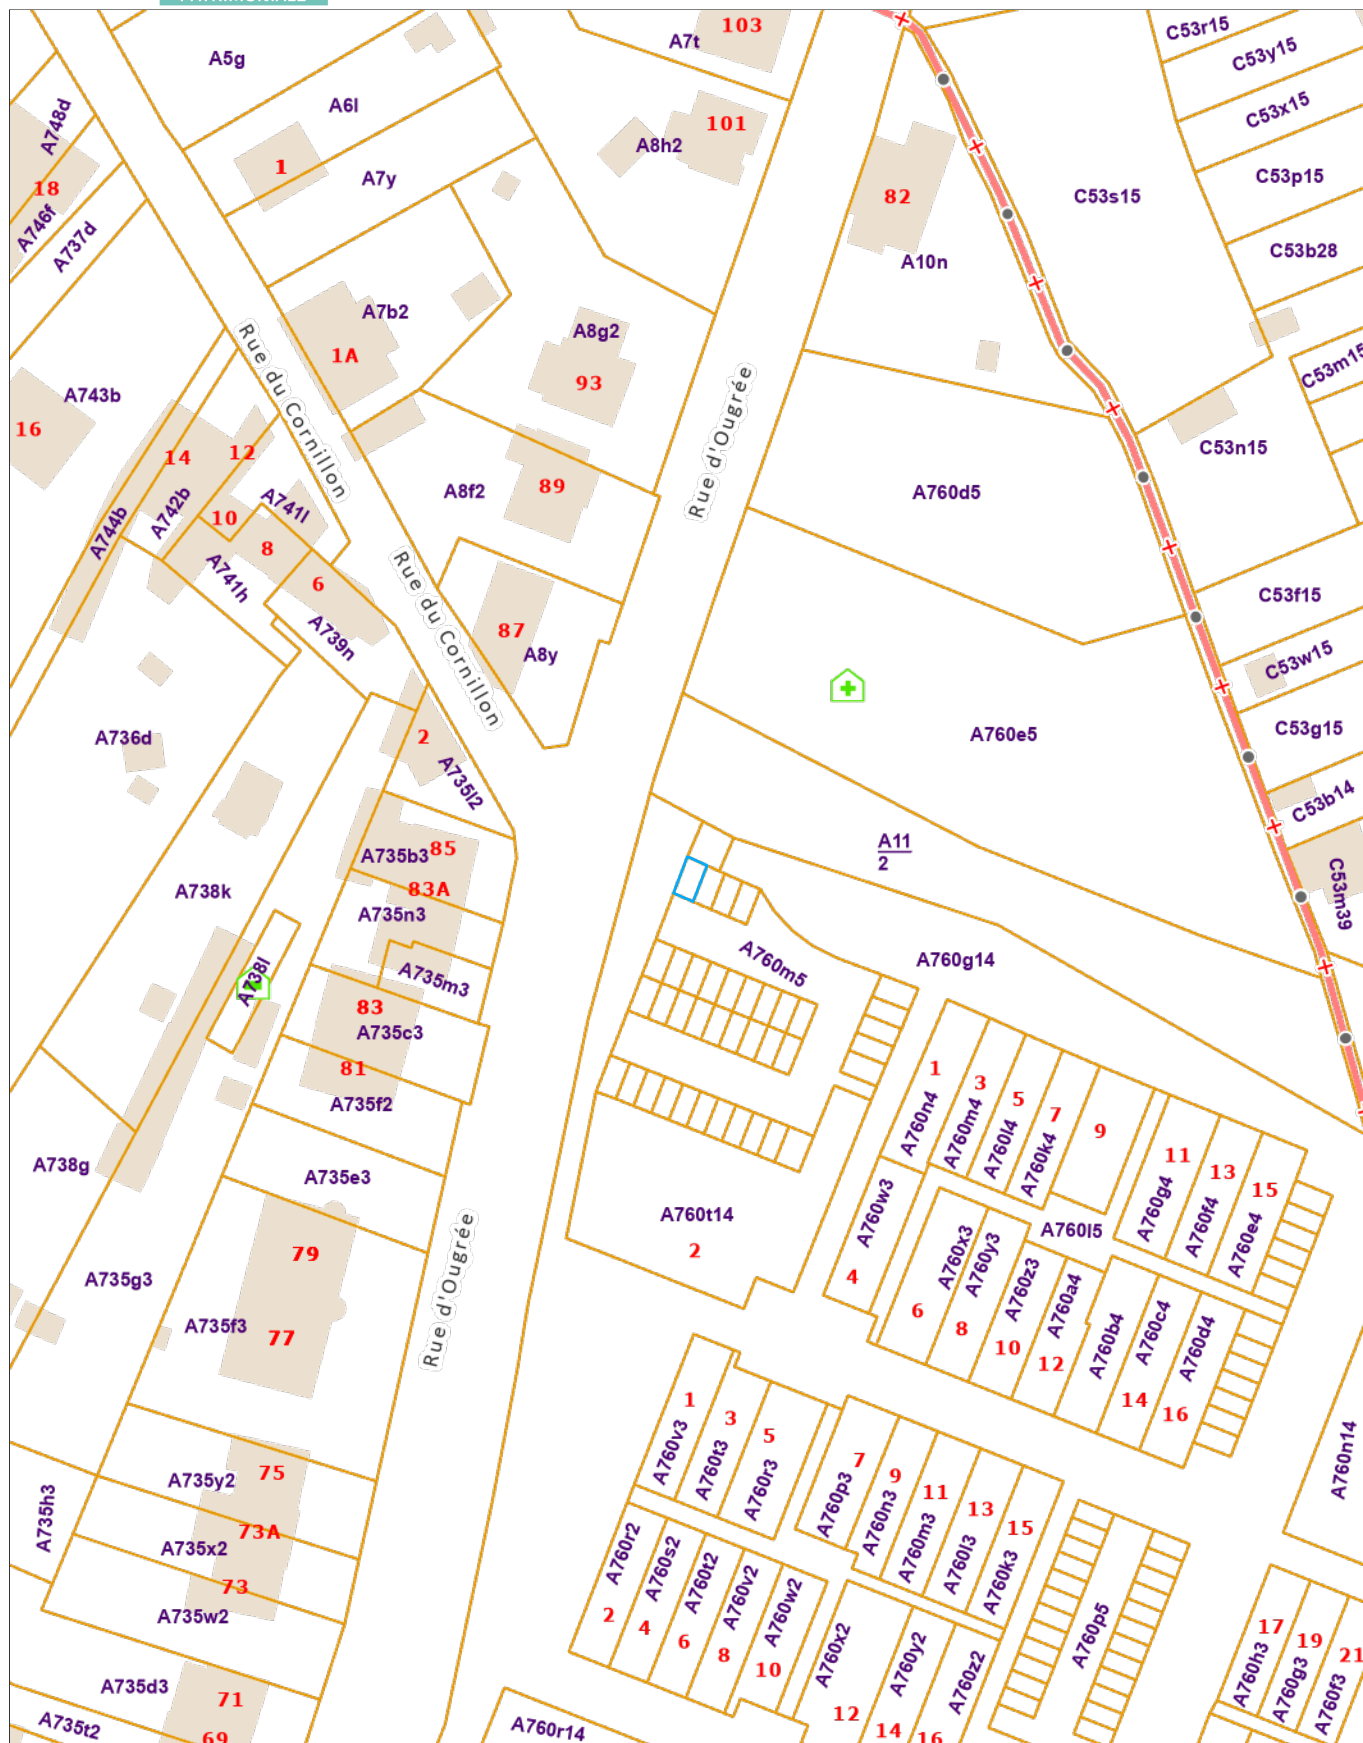 103
A7t
C53r15
A5g
C53y15
A6l
C53x15
A748d
101
A8h2
1
A7y
C53p15
18
82
C53s15
A746f
A737d
A10n
C53b28
A7b2
A8g2
1A
93
C53m15
Rue du Cornillon
Rue d'Ougrée
A743b
16
14
12
C53n15
89
A8f2
A760d5
A744b
A742b
A741l
10
8
A741h
6
C53f15
Rue du Cornillon
A739n
87
A8y
C53w15
A736d
2
A735l2
A760e5
C53g15
C53b14
A735b3
85
A11
2
83A
A738k
A735n3
C53m39
A760m5
A760g14
A738l
A735m3
83
A735c3
81
A735f2
1
3
5
7
9
A760n4
A760m4
A760l4
A760k4
11
13
15
A760g4
A760f4
A760e4
A738g
A735e3
A760w3
A760t14
2
A760l5
A760x3
A760y3
A760z3
A760a4
79
4
6
8
10
12
A735g3
A735f3
77
Rue d'Ougrée
A760b4
A760c4
A760d4
14
16
1
3
5
A760v3
A760t3
A760r3
7
9
11
13
15
A760p3
A760n3
A760m3
A760l3
A760k3
A760n14
A735y2
75
A735h3
73A
A735x2
73
A735w2
A760r2
A760s2
A760t2
A760v2
A760w2
2
4
6
8
10
A760x2
A760y2
A760z2
12
14
16
A760p5
17
19
21
A760h3
A760g3
A760f3
A735d3
71
A735t2
69
A760r14